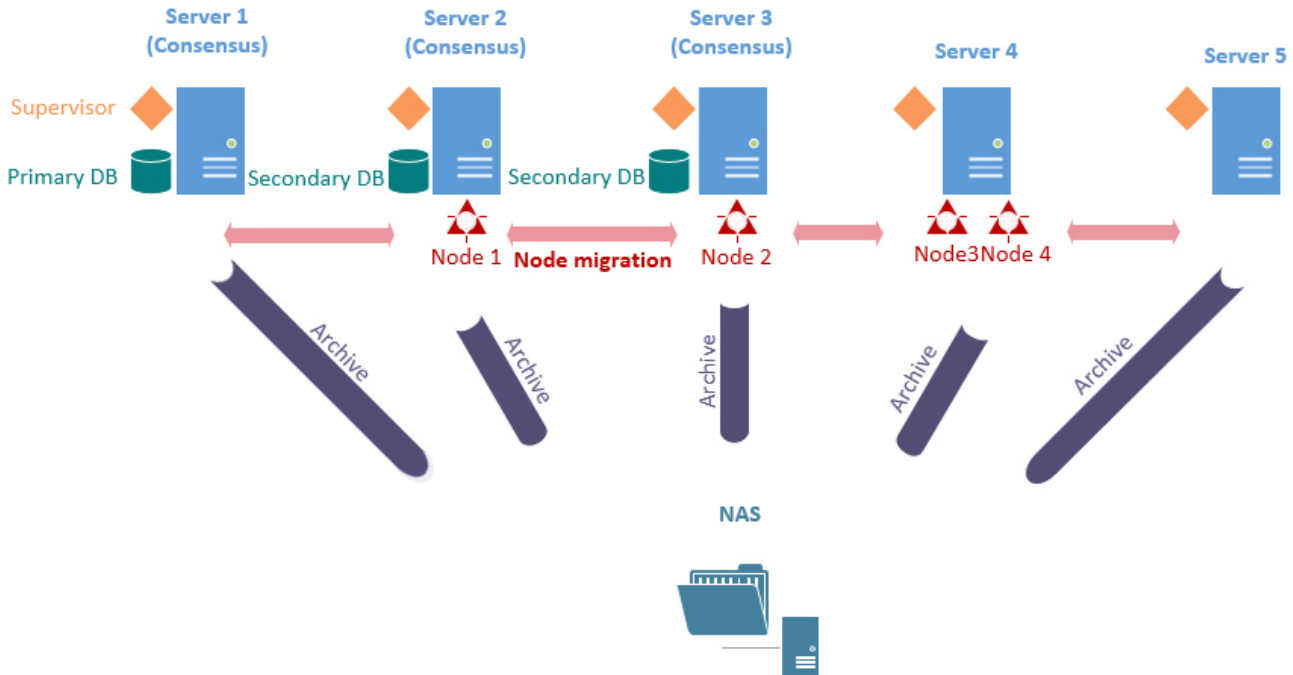 Server 1
(Consensus)
Server 2
(Consensus)
Server 3
(Consensus)
Server 4
Server 5
Supervisor
Primary DB
Secondary DB
Secondary DB
Node 1
Node migration
Node 2
Node3
Node 4
Archive
Archive
Archive
Archive
Archive
NAS